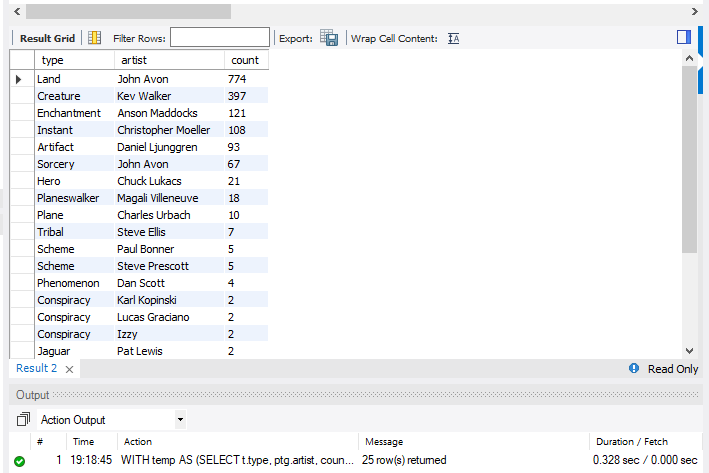 Result Grid Filter Rows: Export: Wrap Cell Content:
type artist count
Land John Avon 774
Creature Kev Walker 397
Enchantment Anson Maddocks 121
Instant Christopher Moeller 108
Artifact Daniel Ljunggren 93
Sorcery John Avon 67
Hero Chuck Lukacs 21
Planeswalker Magali Villeneuve 18
Plane Charles Urbach 10
Tribal Steve Ellis 7
Scheme Paul Bonner 5
Scheme Steve Prescott 5
Phenomenon Dan Scott 4
Conspiracy Karl Kopinski 2
Conspiracy Lucas Graciano 2
Conspiracy Izzy 2
Jaguar Pat Lewis 2
Result 2 Read Only
Output
Action Output
# Time Action Message Duration / Fetch
1 19:18:45 WITH temp AS (SELECT t.type, ptg.artist, coun... 25 row(s) returned 0.328 sec / 0.000 sec